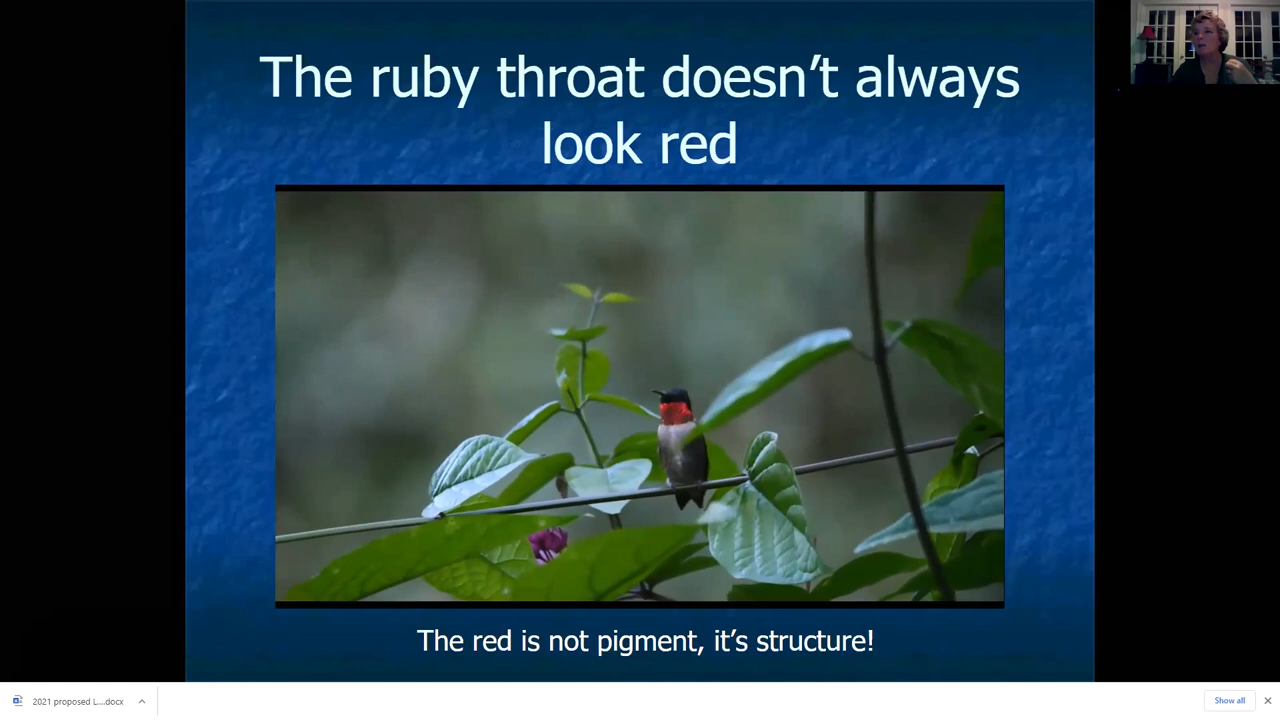 The ruby throat doesn’t always
look red
The red is not pigment, it’s structure!
2021 proposed L....docx
Show all